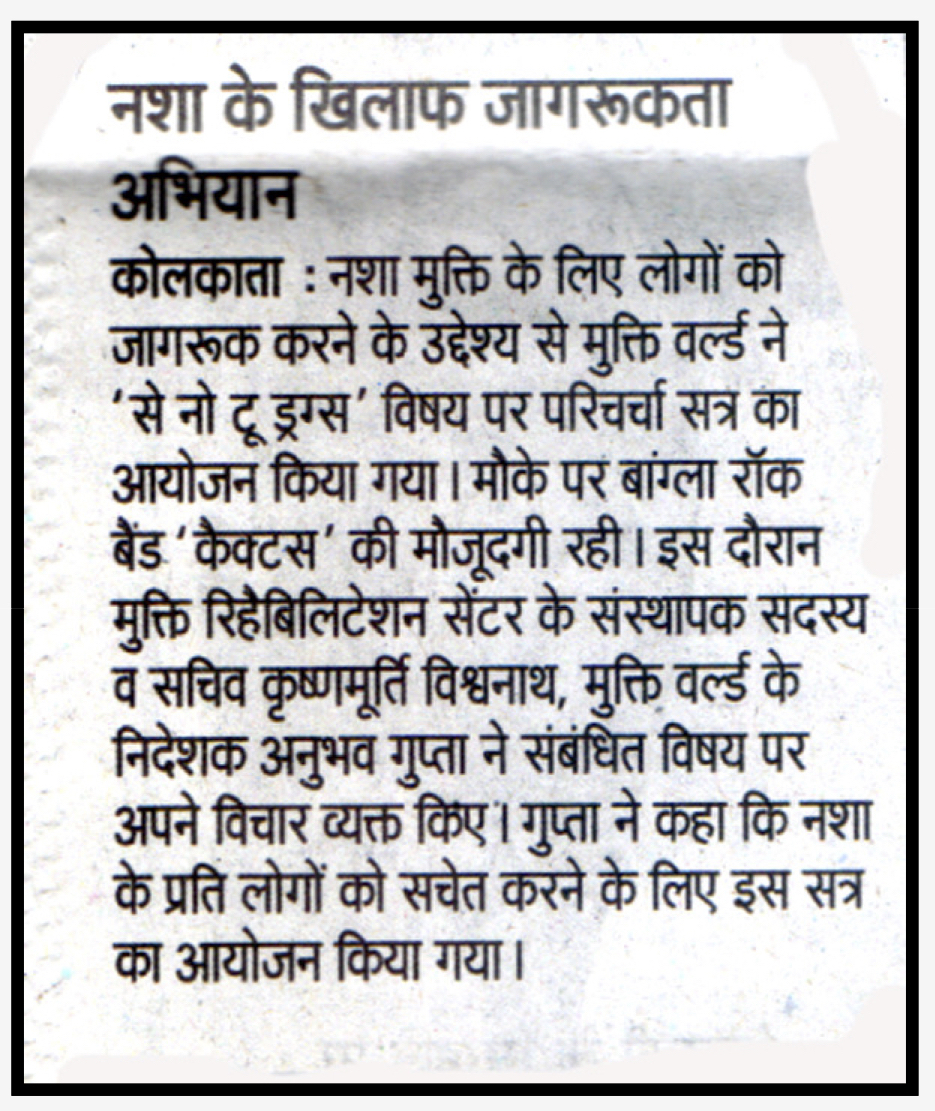 नशा के खिलाफ जागरूकता
अभियान
कोलकाता : नशा मुक्ति के लिए लोगों को
जागरूक करने के उद्देश्य से मुक्ति वर्ल्ड ने
‘से नो टू ड्रग्स’ विषय पर परिचर्चा सत्र का
आयोजन किया गया। मौके पर बांग्ला रॉक
बैंड ‘कैक्टस’ की मौजूदगी रही। इस दौरान
मुक्ति रिहैबिलिटेशन सेंटर के संस्थापक सदस्य
व सचिव कृष्णमूर्ति विश्वनाथ, मुक्ति वर्ल्ड के
निदेशक अनुभव गुप्ता ने संबंधित विषय पर
अपने विचार व्यक्त किए। गुप्ता ने कहा कि नशा
के प्रति लोगों को सचेत करने के लिए इस सत्र
का आयोजन किया गया।